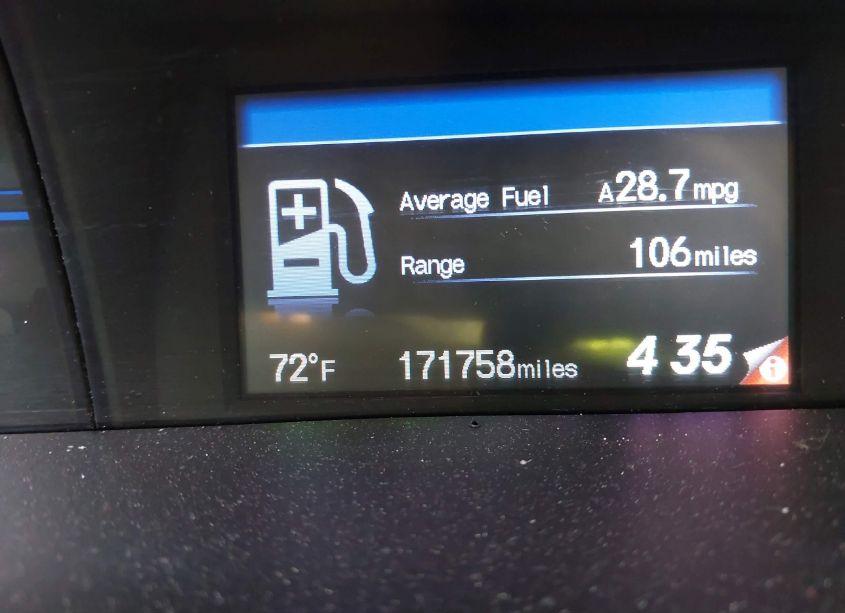 Average Fuel A28.7mpg
Range 106miles
72°F 171758miles 4 35
i